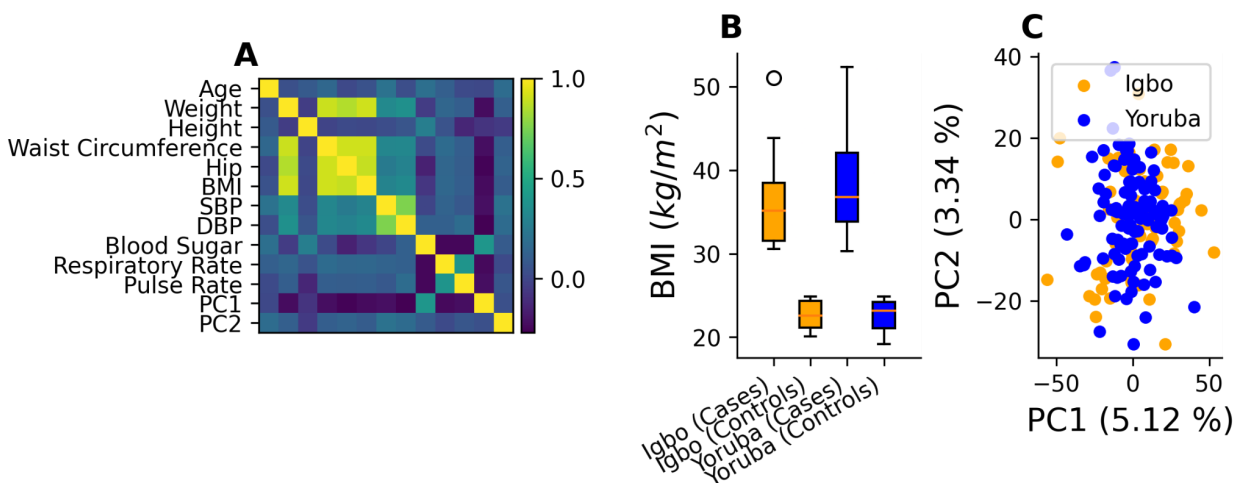 A
Age
Weight
Height
Waist Circumference
Hip
BMI
SBP
DBP
Blood Sugar
Respiratory Rate
Pulse Rate
PC1
PC2
1.0
0.5
0.0
B
BMI (kg/m²)
50
40
30
20
Igbo (Cases)
Igbo (Controls)
Yoruba (Cases)
Yoruba (Controls)
C
Igbo
Yoruba
PC2 (3.34 %)
40
20
0
−20
−50
0
50
PC1 (5.12 %)